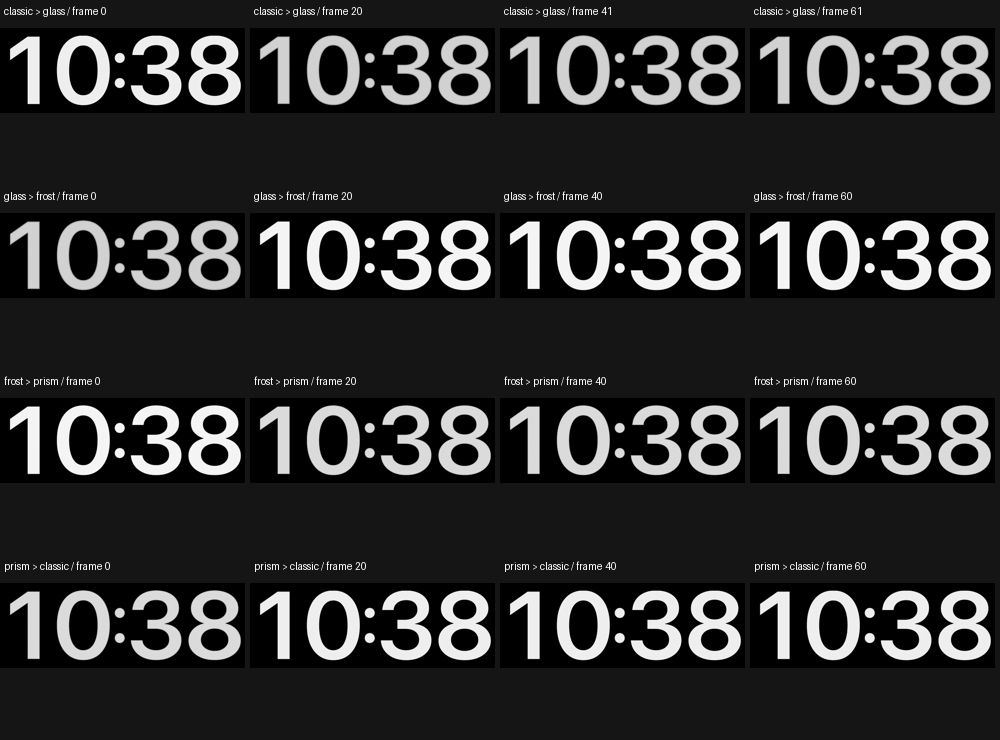 classic > glass / frame 0
classic > glass / frame 20
classic > glass / frame 41
classic > glass / frame 61
10:38
10:38
10:38
10:38
glass > frost / frame 0
glass > frost / frame 20
glass > frost / frame 40
glass > frost / frame 60
10:38
10:38
10:38
10:38
frost > prism / frame 0
frost > prism / frame 20
frost > prism / frame 40
frost > prism / frame 60
10:38
10:38
10:38
10:38
prism > classic / frame 0
prism > classic / frame 20
prism > classic / frame 40
prism > classic / frame 60
10:38
10:38
10:38
10:38